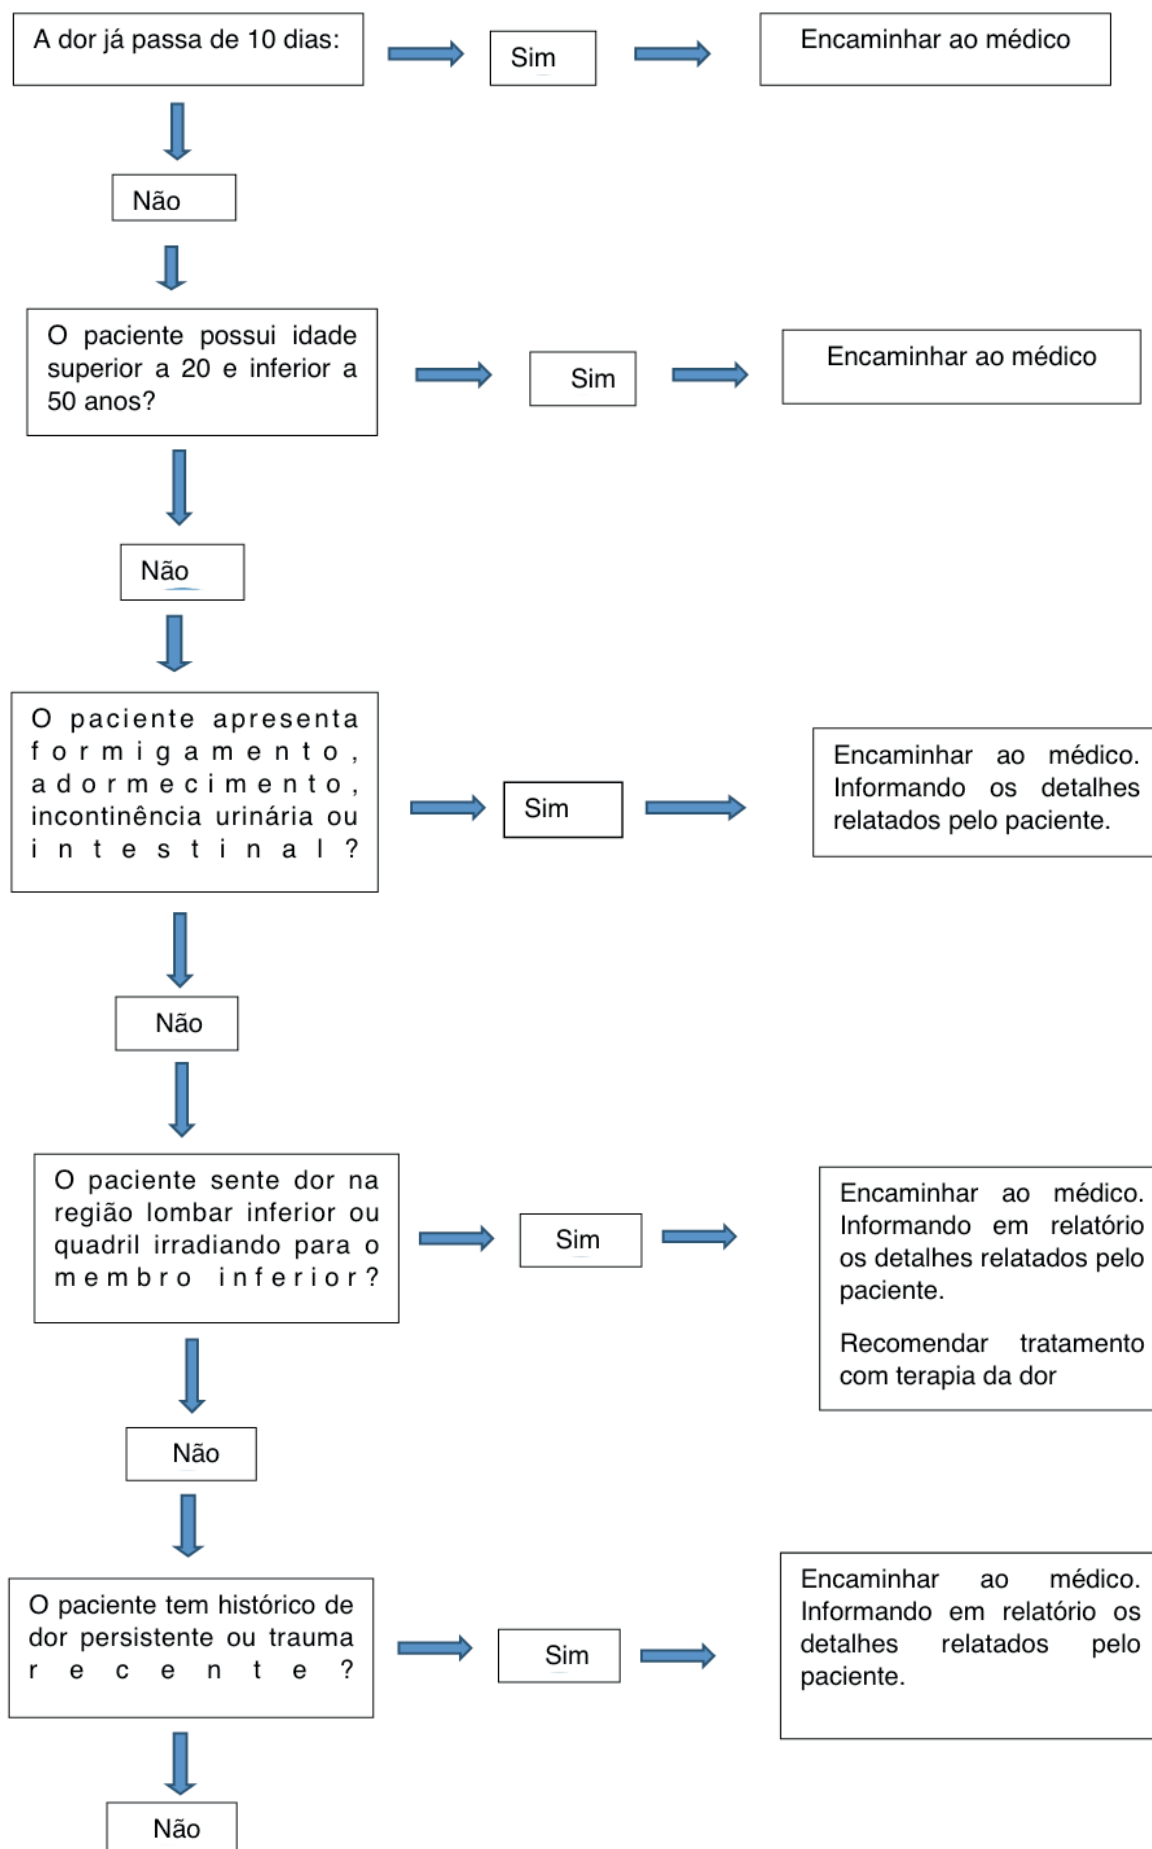 A dor já passa de 10 dias:
Sim
Encaminhar ao médico
Não
O paciente possui idade
superior a 20 e inferior a
50 anos?
Sim
Encaminhar ao médico
Não
O paciente apresenta
formigamento,
adormecimento,
incontinência urinária ou
intestinal?
Sim
Encaminhar ao médico.
Informando os detalhes
relatados pelo paciente.
Não
O paciente sente dor na
região lombar inferior ou
quadril irradiando para o
membro inferior?
Sim
Encaminhar ao médico.
Informando em relatório
os detalhes relatados pelo
paciente.
Recomendar tratamento
com terapia da dor
Não
O paciente tem histórico de
dor persistente ou trauma
recente?
Sim
Encaminhar ao médico.
Informando em relatório os
detalhes relatados pelo
paciente.
Não